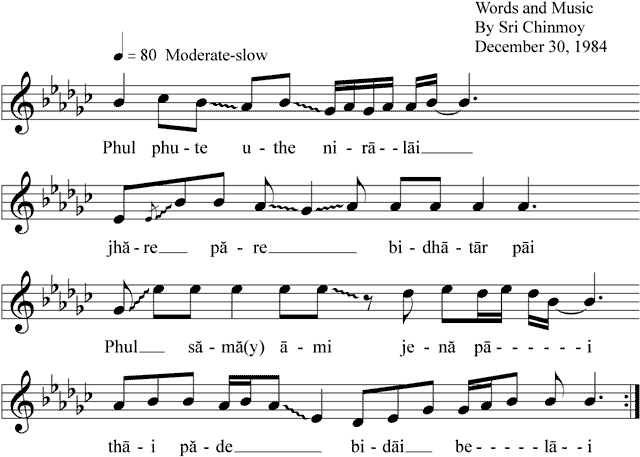 Words and Music
By Sri Chinmoy
December 30, 1984
= 80 Moderate-slow
Phul phu - te u - the ni - rā - - lāi
jhă - re pă - re bi - dhā - tār pāi
Phul să - mă(y) ā - mi je - nă pā - - - - - - i
thā - i pă - de bi - dāi be - - - - - lā - i